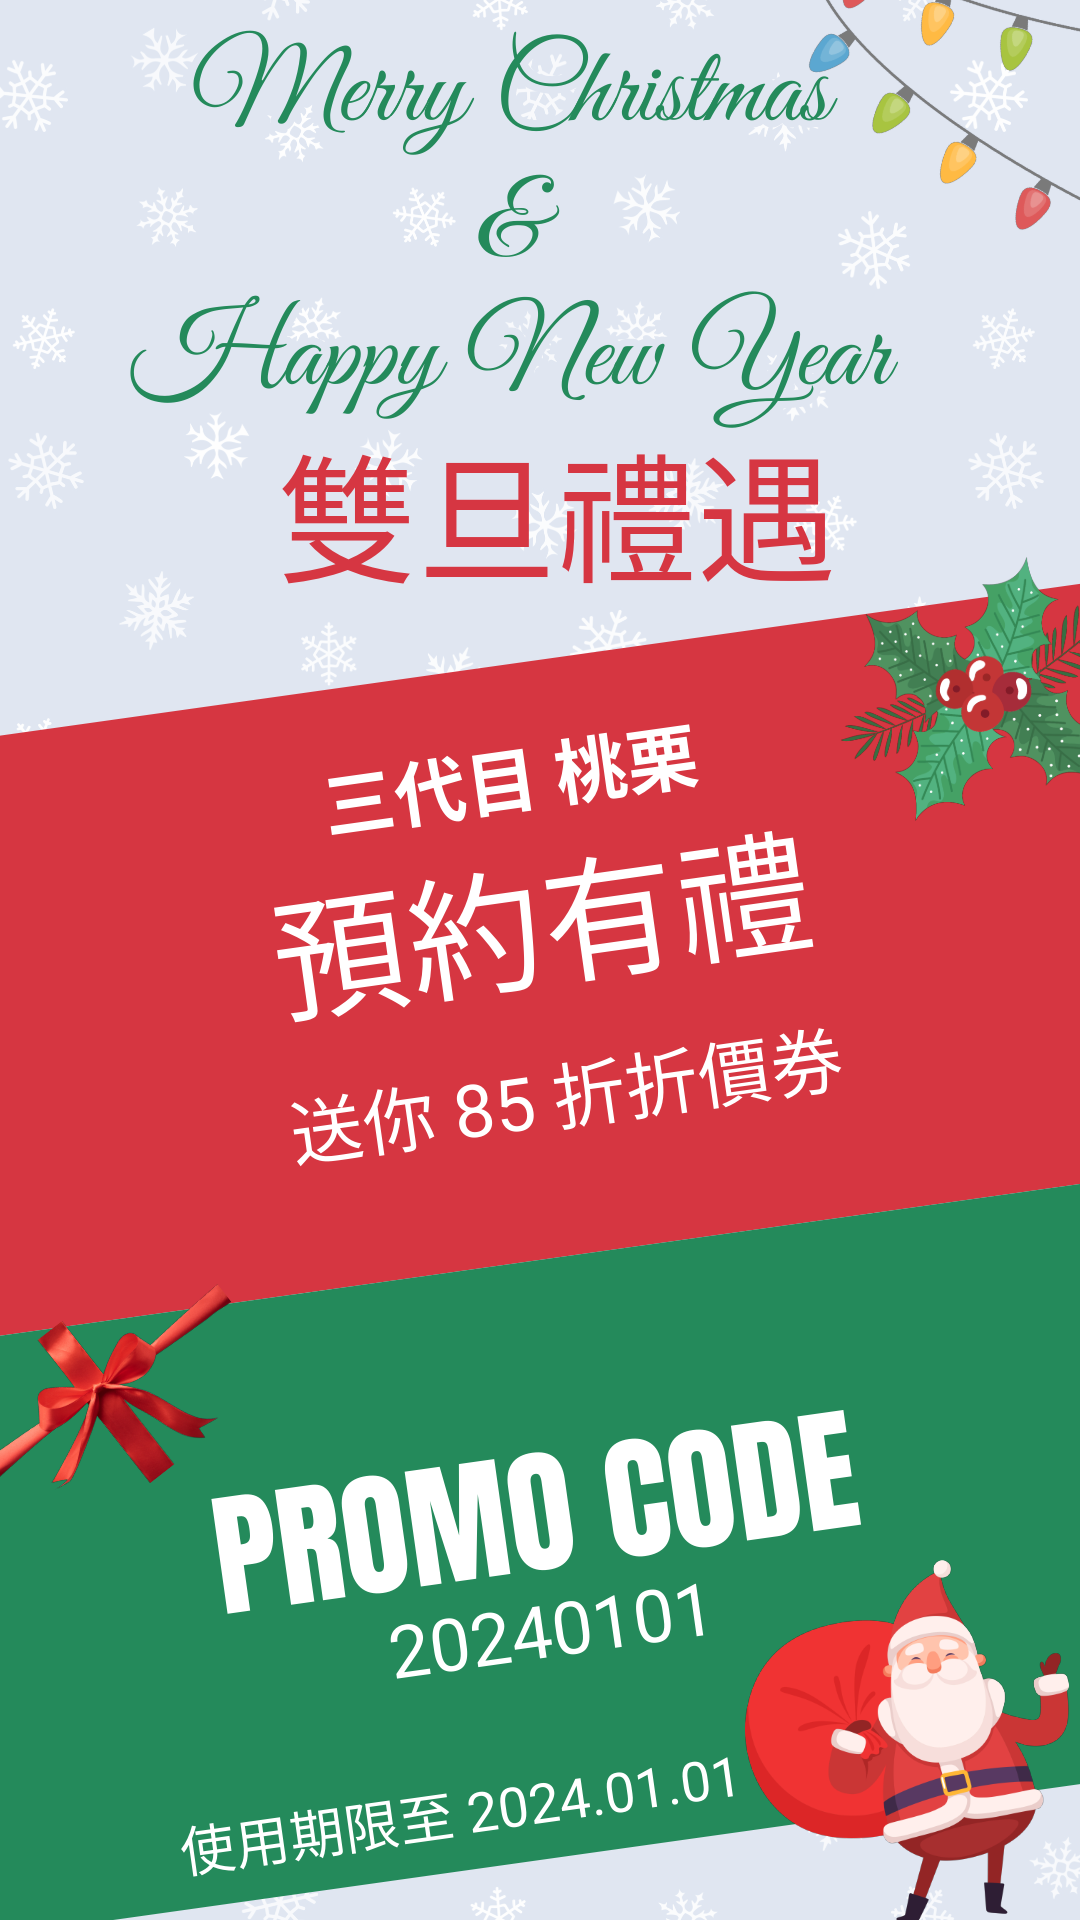 Merry Christmas
&
Happy New Year
雙旦禮遇
三代目 桃栗
預約有禮
送你 85 折折價券
PROMO CODE
20240101
使用期限至 2024.01.01